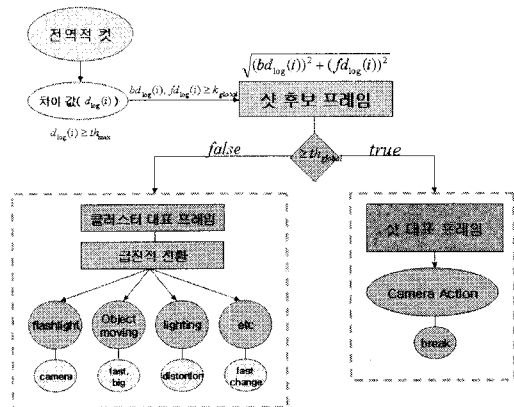 전역적 컷
차이 값( d_log(i) )
d_log(i) ≥ th_max
bd_log(i), fd_log(i) ≥ k_global
√((bd_log(i))² + (fd_log(i))²)
샷 후보 프레임
≥ th_global
false
true
클러스터 대표 프레임
급진적 전환
flashlight
Object moving
lighting
etc
camera
fast, big
distortion
fast change
샷 대표 프레임
Camera Action
break